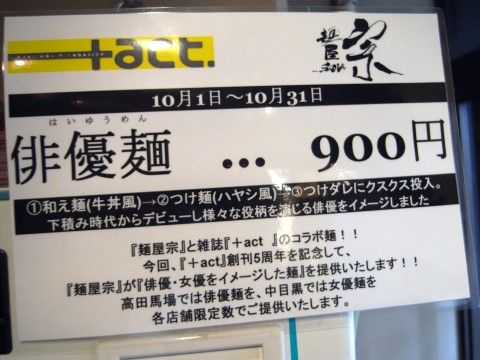 +act.
麺屋 宗
10月1日～10月31日
はいゆうめん
俳優麺 … 900円
①和え麺(牛丼風)→②つけ麺(ハヤシ風)→③つけダレにクスクス投入。
下積み時代からデビューし様々な役柄を演じる俳優をイメージしました
『麺屋宗』と雑誌『＋act 』のコラボ麺！！
今回、『＋act』創刊5周年を記念して、
『麺屋宗』が『俳優・女優をイメージした麺』を提供いたします！！
高田馬場では俳優麺を、中目黒では女優麺を
各店舗限定数でご提供いたします。